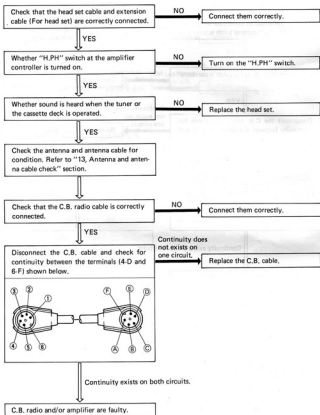 Check that the head set cable and extension
cable (For head set) are correctly connected.
NO
Connect them correctly.
YES
Whether "H.PH" switch at the amplifier
controller is turned on.
NO
Turn on the "H.PH" switch.
YES
Whether sound is heard when the tuner or
the cassette deck is operated.
NO
Replace the head set.
YES
Check the antenna and antenna cable for
condition. Refer to "13, Antenna and anten-
na cable check" section.
Check that the C.B. radio cable is correctly
connected.
NO
Connect them correctly.
YES
Disconnect the C.B. cable and check for
continuity between the terminals (4-D and
6-F) shown below.
Continuity does
not exists on
one circuit.
Replace the C.B. cable.
3
2
1
4
5
6
F
E
D
A
B
C
Continuity exists on both circuits.
C.B. radio and/or amplifier are faulty.